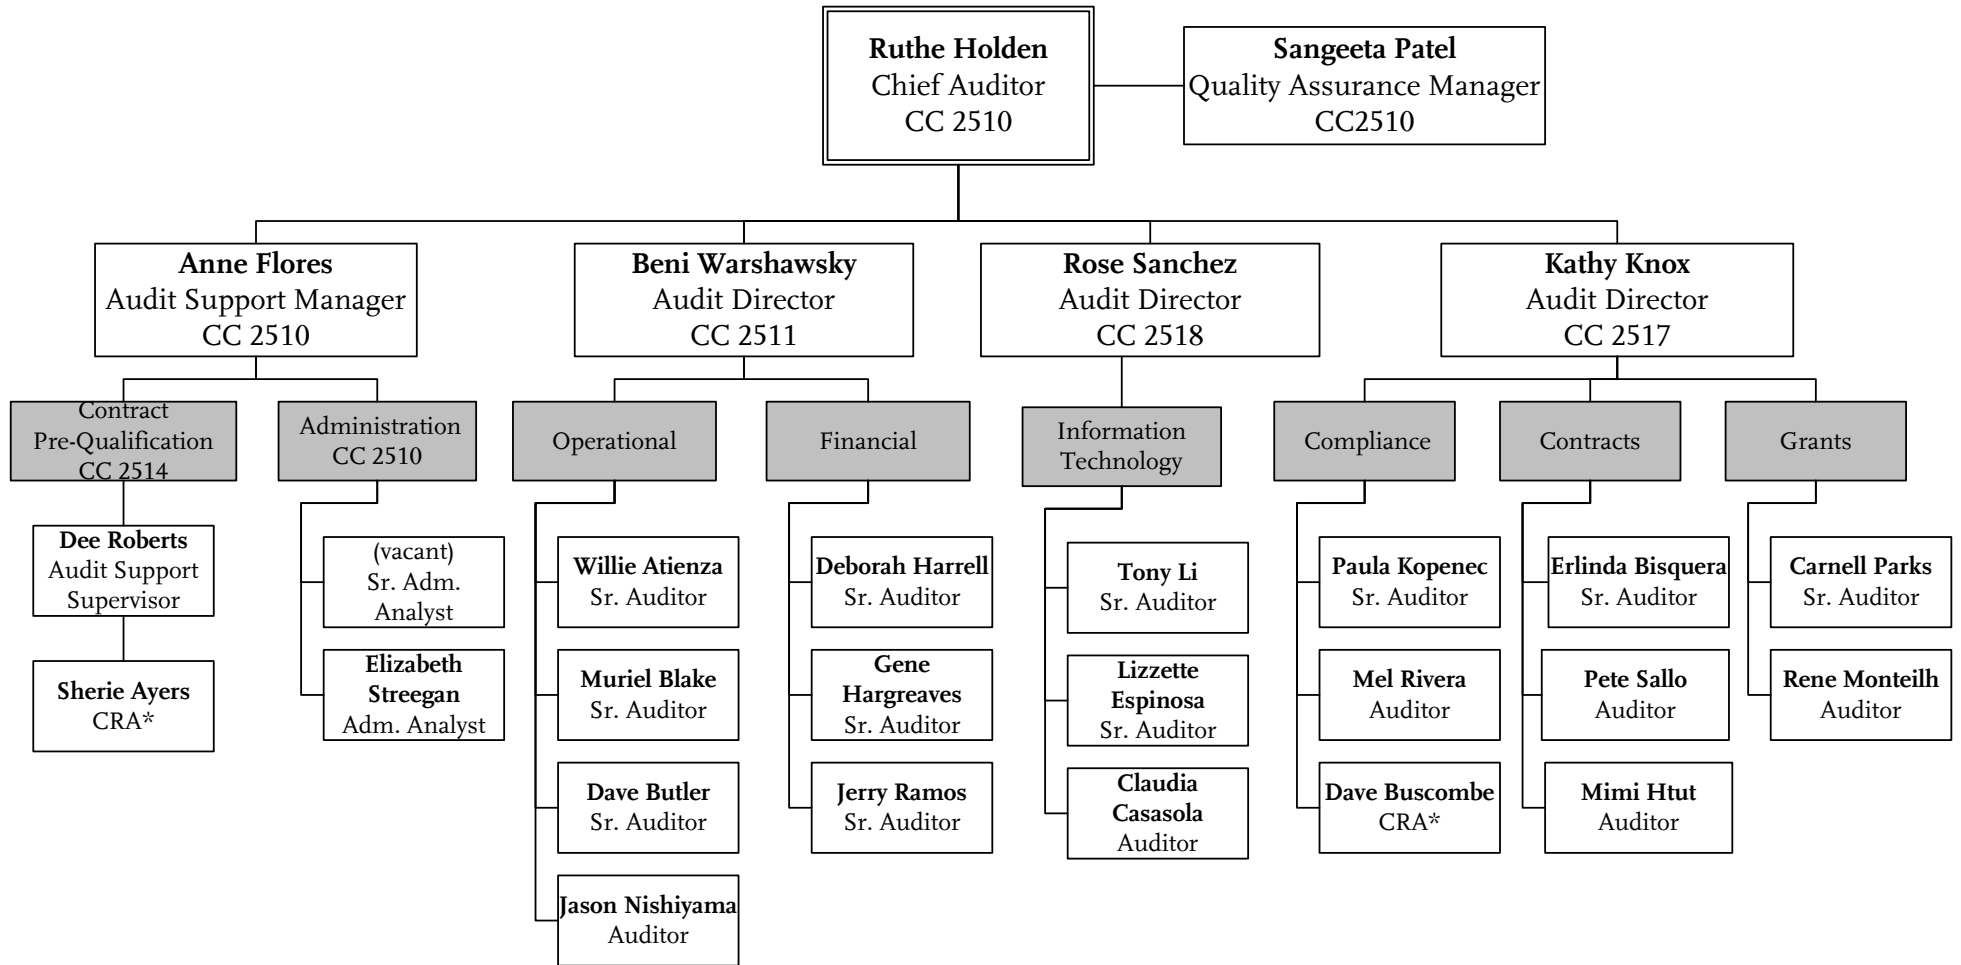 Ruthe Holden
Chief Auditor
CC 2510
Sangeeta Patel
Quality Assurance Manager
CC2510
Anne Flores
Audit Support Manager
CC 2510
Beni Warshawsky
Audit Director
CC 2511
Rose Sanchez
Audit Director
CC 2518
Kathy Knox
Audit Director
CC 2517
Contract
Pre-Qualification
CC 2514
Administration
CC 2510
Operational
Financial
Information
Technology
Compliance
Contracts
Grants
Dee Roberts
Audit Support
Supervisor
Sherie Ayers
CRA*
(vacant)
Sr. Adm.
Analyst
Elizabeth
Streegan
Adm. Analyst
Willie Atienza
Sr. Auditor
Muriel Blake
Sr. Auditor
Dave Butler
Sr. Auditor
Jason Nishiyama
Auditor
Deborah Harrell
Sr. Auditor
Gene
Hargreaves
Sr. Auditor
Jerry Ramos
Sr. Auditor
Tony Li
Sr. Auditor
Lizzette
Espinosa
Sr. Auditor
Claudia
Casasola
Auditor
Paula Kopenec
Sr. Auditor
Mel Rivera
Auditor
Dave Buscombe
CRA*
Erlinda Bisquera
Sr. Auditor
Pete Sallo
Auditor
Mimi Htut
Auditor
Carnell Parks
Sr. Auditor
Rene Monteilh
Auditor